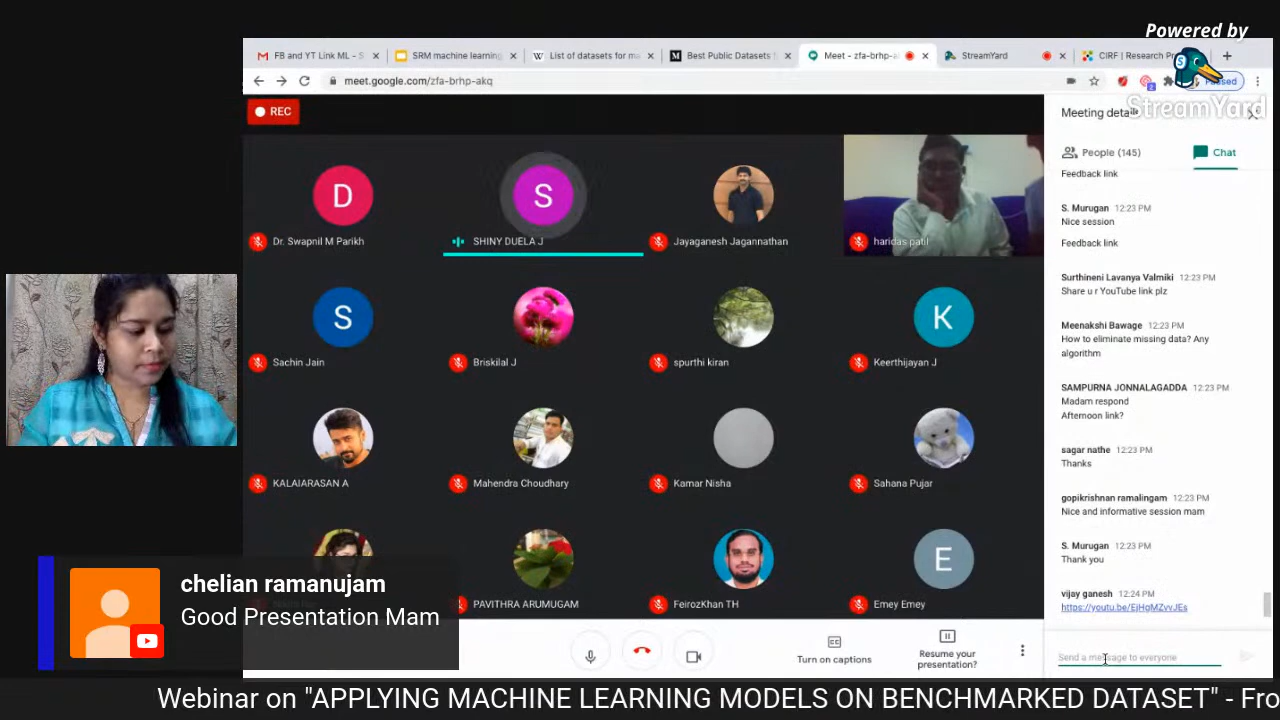 Powered by
StreamYard
FB and YT Link ML - S
SRM machine learning
List of datasets for ma
Best Public Datasets
Meet - zfa-brhp-a
StreamYard
CIRF | Research Pr
meet.google.com/zfa-brhp-akq
Paused
REC
Meeting details
People (145)
Chat
D
Dr. Swapnil M Parikh
S
SHINY DUELA J
Jayaganesh Jagannathan
haridas patil
S
Sachin Jain
Briskilal J
spurthi kiran
K
Keerthijayan J
KALAIARASAN A
Mahendra Choudhary
Kamar Nisha
Sahana Pujar
PAVITHRA ARUMUGAM
FeirozKhan TH
E
Emey Emey
Feedback link
S. Murugan 12:23 PM
Nice session
Feedback link
Surthineni Lavanya Valmiki 12:23 PM
Share u r YouTube link plz
Meenakshi Bawage 12:23 PM
How to eliminate missing data? Any
algorithm
SAMPURNA JONNALAGADDA 12:23 PM
Madam respond
Afternoon link?
sagar nathe 12:23 PM
Thanks
gopikrishnan ramalingam 12:23 PM
Nice and informative session mam
S. Murugan 12:23 PM
Thank you
vijay ganesh 12:24 PM
https://youtu.be/EjHgMZvvJEs
Send a message to everyone
Turn on captions
Resume your
presentation?
chelian ramanujam
Good Presentation Mam
Webinar on "APPLYING MACHINE LEARNING MODELS ON BENCHMARKED DATASET" - Fro